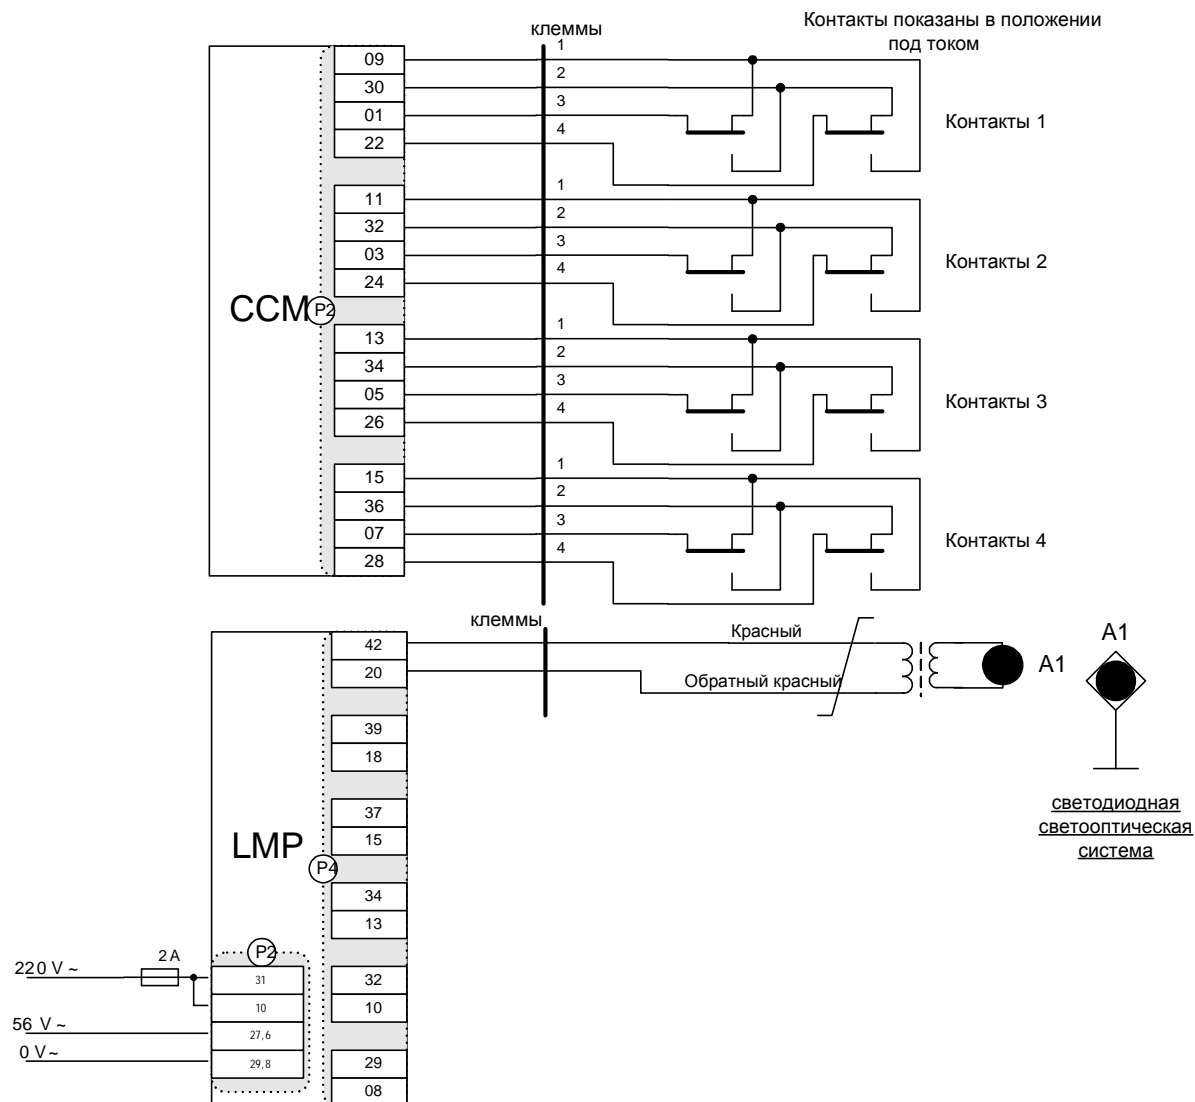 Контакты показаны в положении
под током
клеммы
09
30
01
22
1
2
3
4
Контакты 1
11
32
03
24
1
2
3
4
Контакты 2
CCM
P2
13
34
05
26
1
2
3
4
Контакты 3
15
36
07
28
1
2
3
4
Контакты 4
клеммы
42
20
Красный
Обратный красный
A1
A1
светодиодная
светооптическая
система
39
18
37
15
LMP
P4
34
13
32
10
29
08
P2
2 A
220 V ~
56 V ~
0 V ~
31
10
27,6
29,8